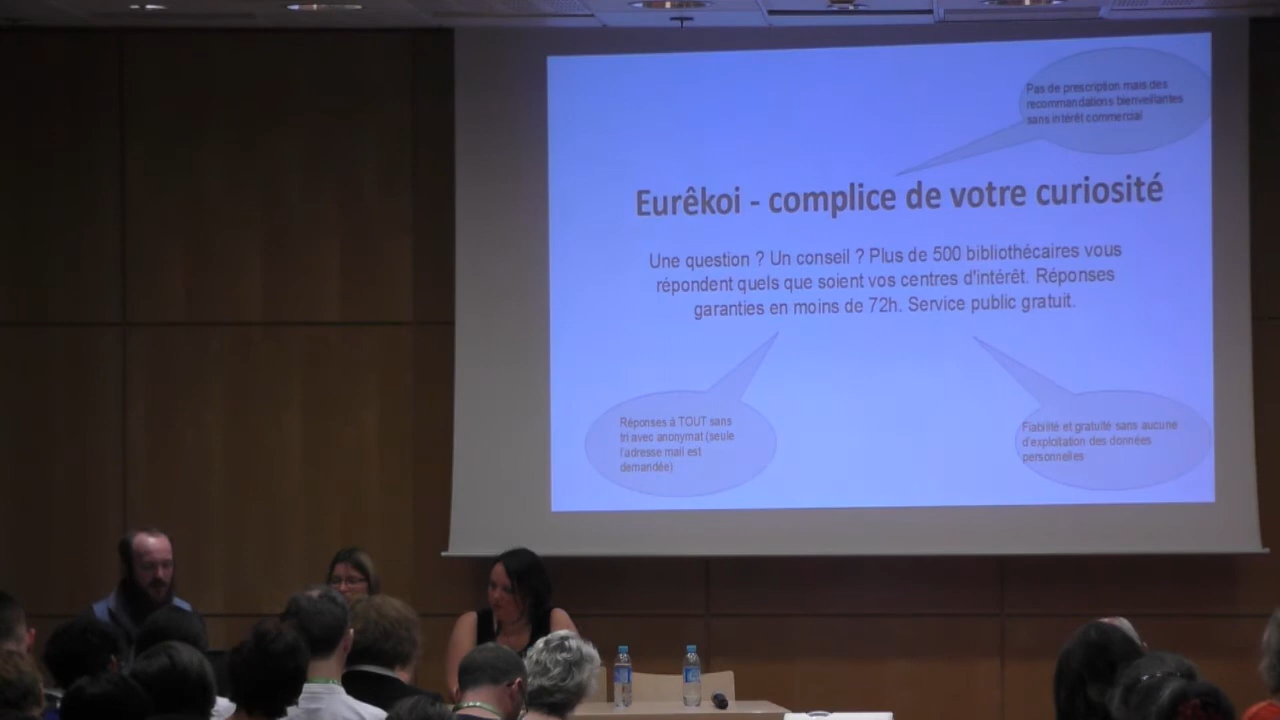 Pas de prescription mais des
recommandations bienveillantes
sans intérêt commercial
Eurêkoi - complice de votre curiosité
Une question ? Un conseil ? Plus de 500 bibliothécaires vous
répondent quels que soient vos centres d'intérêt. Réponses
garanties en moins de 72h. Service public gratuit.
Réponses à TOUT sans
tri avec anonymat (seule
l'adresse mail est
demandée)
Fiabilité et gratuité sans aucune
d'exploitation des données
personnelles